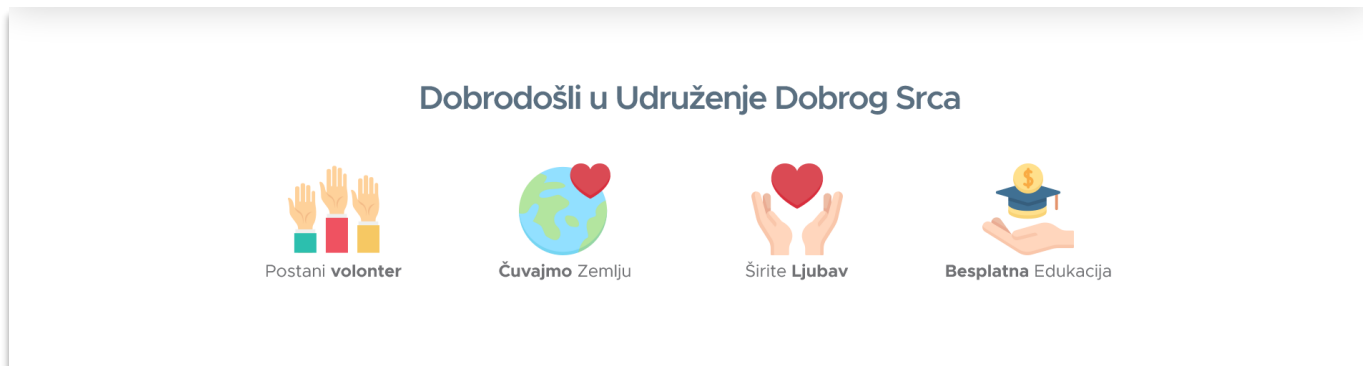 Dobrodošli u Udruženje Dobrog Srca
Postani volonter
Čuvajmo Zemlju
Širite Ljubav
Besplatna Edukacija
$